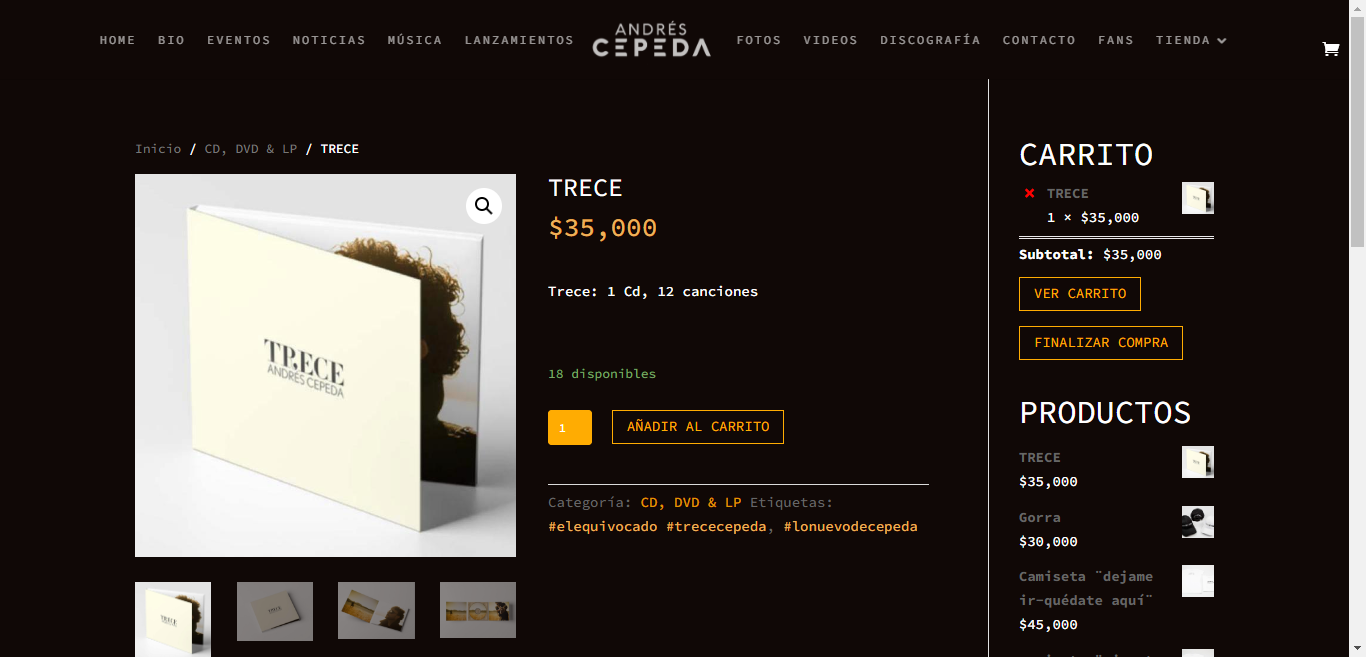 HOME BIO EVENTOS NOTICIAS MÚSICA LANZAMIENTOS ANDRÉS CEPEDA FOTOS VIDEOS DISCOGRAFÍA CONTACTO FANS TIENDA
Inicio / CD, DVD & LP / TRECE
TRECE
ANDRÉS CEPEDA
TRECE
$35,000
Trece: 1 Cd, 12 canciones
18 disponibles
1 AÑADIR AL CARRITO
Categoría: CD, DVD & LP Etiquetas:
#elequivocado #trececepeda, #lonuevodecepeda
TRECE
TRECE
CARRITO
TRECE
1 × $35,000
Subtotal: $35,000
VER CARRITO
FINALIZAR COMPRA
PRODUCTOS
TRECE
$35,000
Gorra
$30,000
Camiseta ¨dejame
ir-quédate aquí¨
$45,000